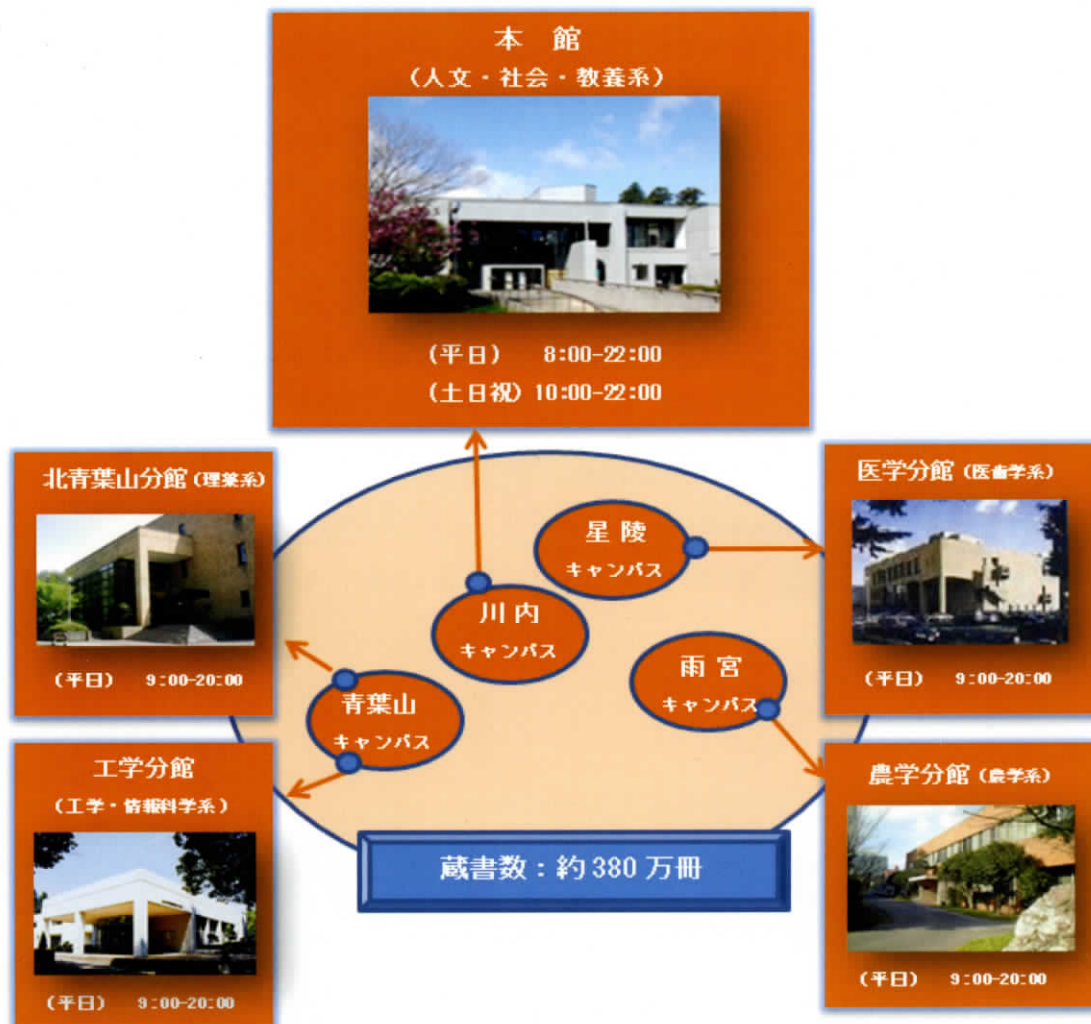 本 館
(人文・社会・教養系)
(平日) 8:00-22:00
(土日祝) 10:00-22:00
北青葉山分館 (理薬系)
(平日) 9:00-20:00
医学分館 (医歯学系)
(平日) 9:00-20:00
星 陵
キャンパス
川 内
キャンパス
雨 宮
キャンパス
青葉山
キャンパス
工学分館
(工学・情報科学系)
(平日) 9:00-20:00
農学分館 (農学系)
(平日) 9:00-20:00
蔵書数:約380万冊